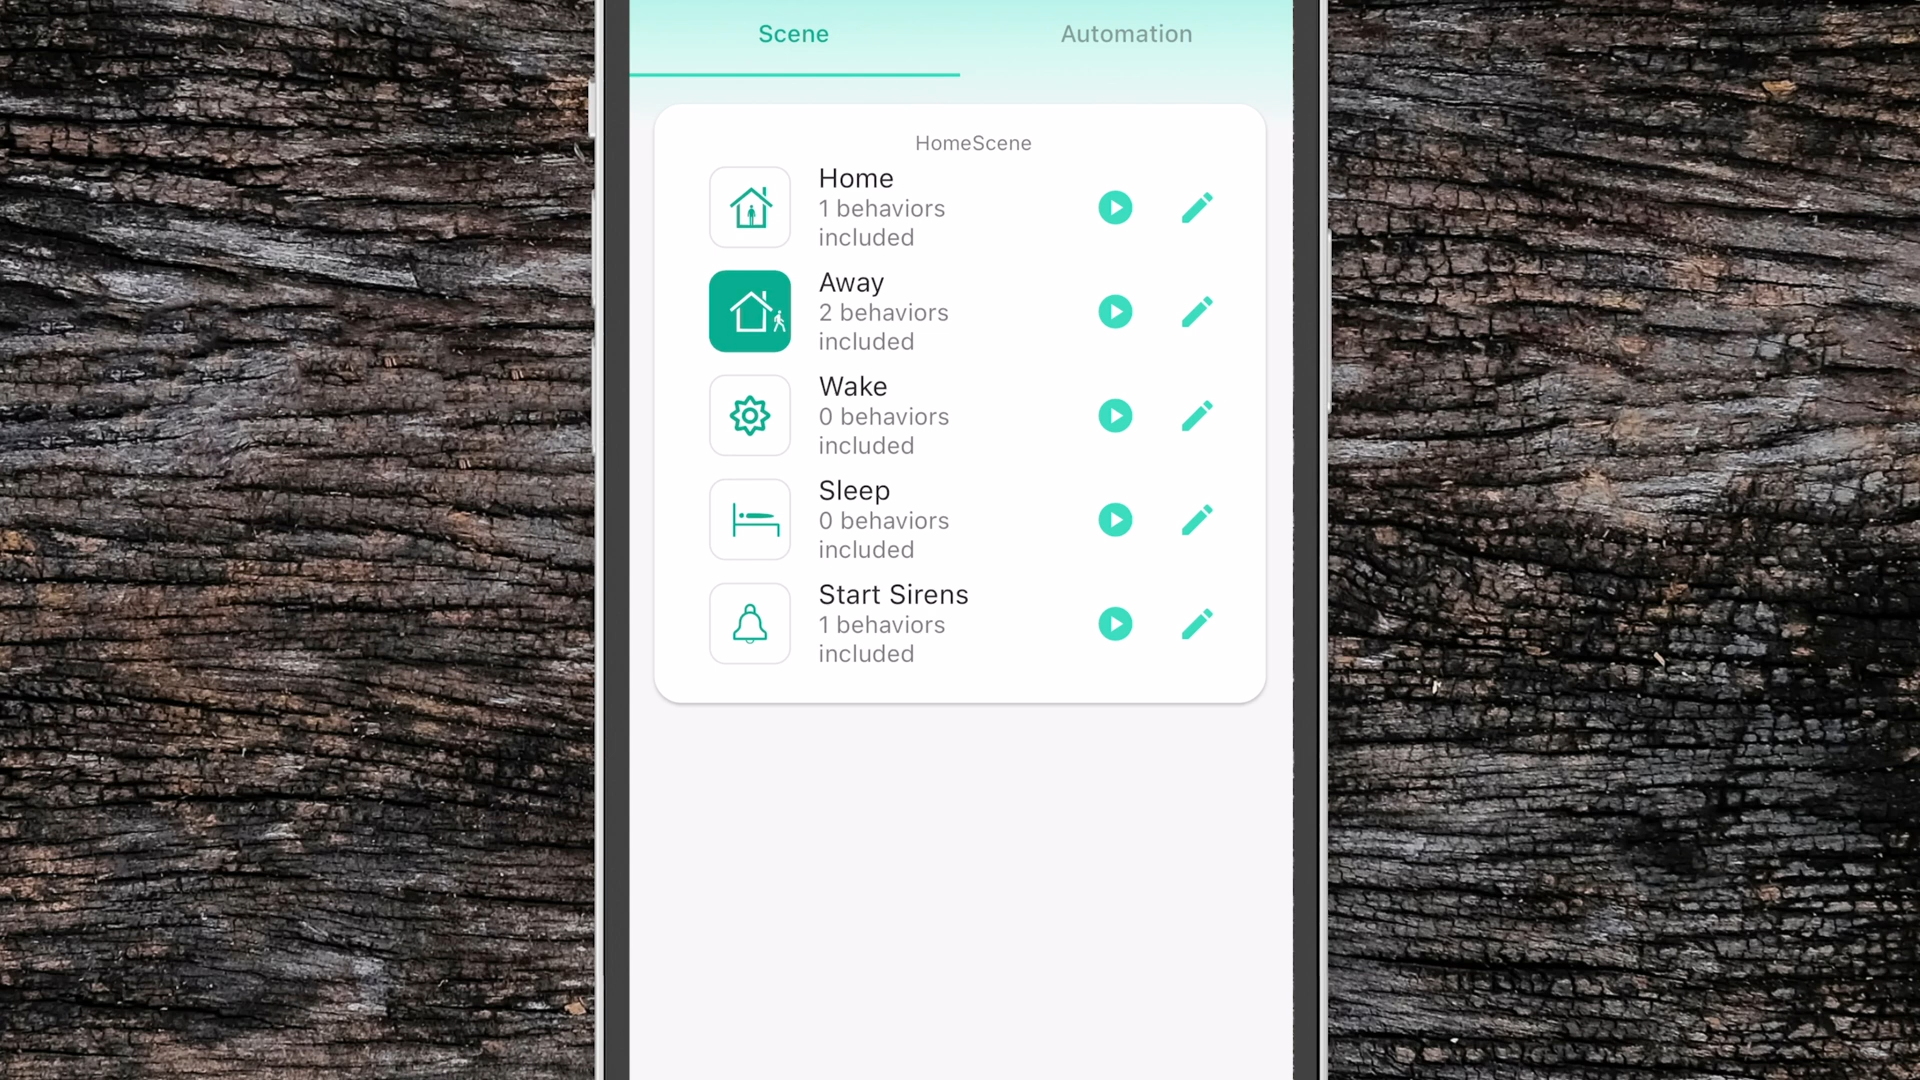 Scene
Automation
HomeScene
Home
1 behaviors
included
Away
2 behaviors
included
Wake
0 behaviors
included
Sleep
0 behaviors
included
Start Sirens
1 behaviors
included